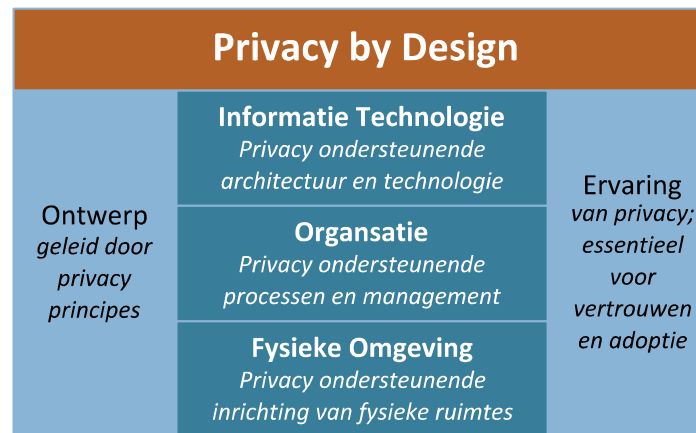 Privacy by Design
Ontwerp
geleid door
privacy
principes
Informatie Technologie
Privacy ondersteunende
architectuur en technologie
Organsatie
Privacy ondersteunende
processen en management
Fysieke Omgeving
Privacy ondersteunende
inrichting van fysieke ruimtes
Ervaring
van privacy;
essentieel
voor
vertrouwen
en adoptie